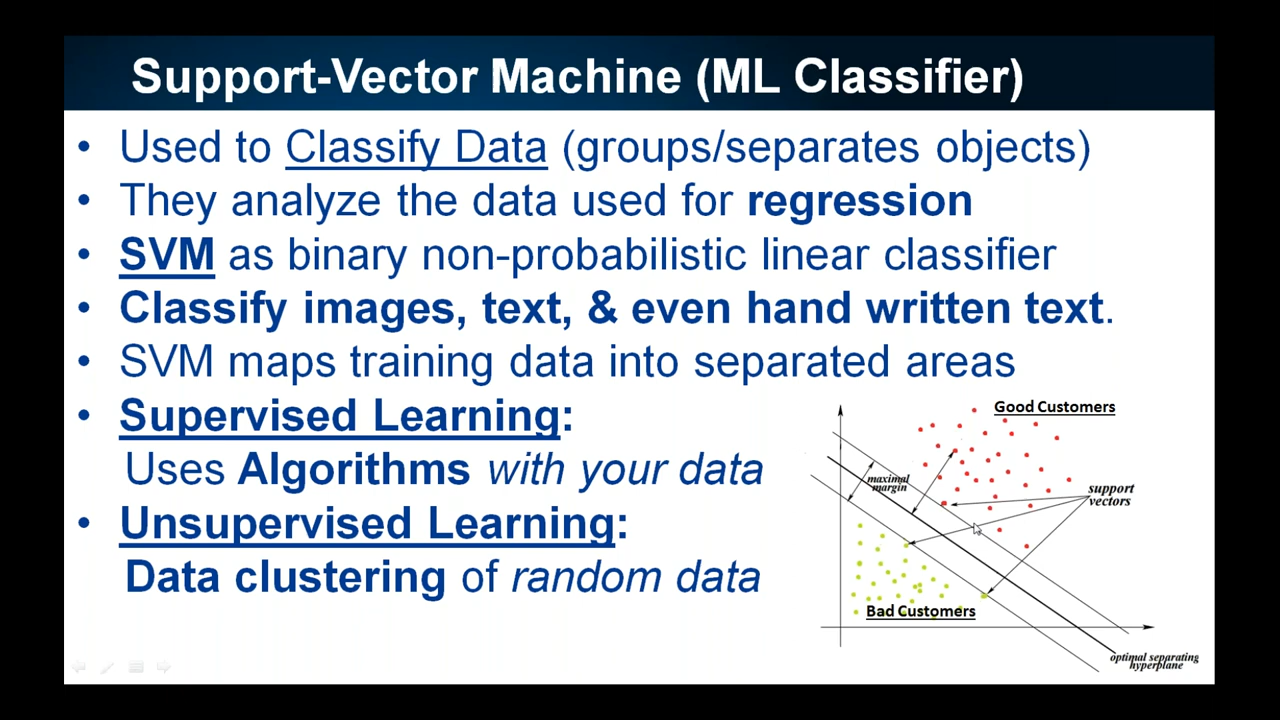 Support-Vector Machine (ML Classifier)
• Used to Classify Data (groups/separates objects)
• They analyze the data used for regression
• SVM as binary non-probabilistic linear classifier
• Classify images, text, & even hand written text.
• SVM maps training data into separated areas
• Supervised Learning:
Uses Algorithms with your data
• Unsupervised Learning:
Data clustering of random data
Good Customers
maximal
margin
support
vectors
Bad Customers
optimal separating
hyperplane